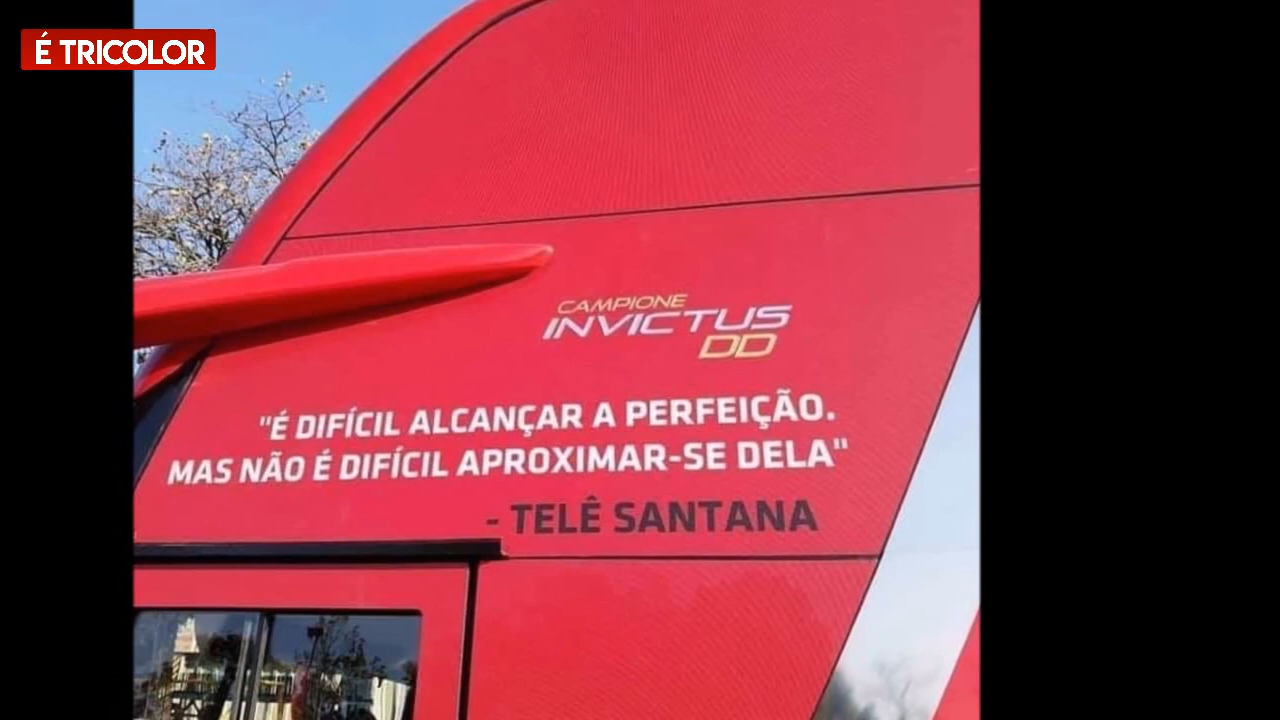 É TRICOLOR
CAMPIONE
INVICTUS
DD
"É DIFÍCIL ALCANÇAR A PERFEIÇÃO.
MAS NÃO É DIFÍCIL APROXIMAR-SE DELA"
- TELÊ SANTANA